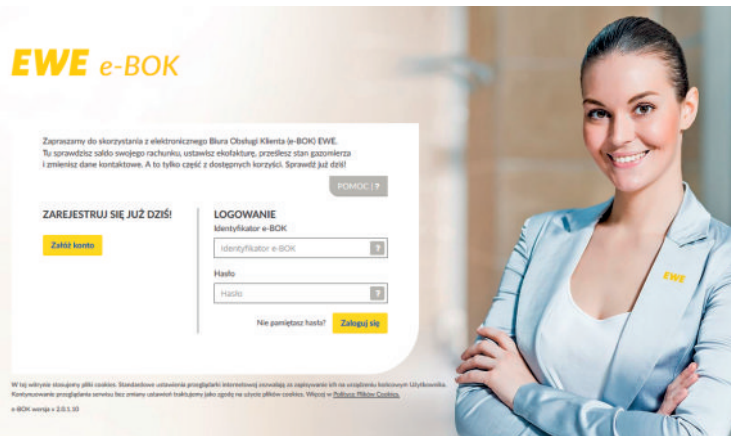 EWE e-BOK
Zapraszamy do skorzystania z elektronicznego Biura Obsługi Klienta (e-BOK) EWE.
Tu sprawdzisz saldo swojego rachunku, ustawisz ekofakturę, prześlesz stan gazomierza
i zmienisz dane kontaktowe. A to tylko część z dostępnych korzyści. Sprawdź już dziś!
POMOC | ?
ZAREJESTRUJ SIĘ JUŻ DZIŚ!
Załóż konto
LOGOWANIE
Identyfikator e-BOK
Identyfikator e-BOK ?
Hasło
Hasło ?
Nie pamiętasz hasła? Zaloguj się
EWE
W tej witrynie stosujemy pliki cookies. Standardowe ustawienia przeglądarki internetowej zezwalają na zapisywanie ich na urządzeniu końcowym Użytkownika.
Kontynuowanie przeglądania serwisu bez zmiany ustawień traktujemy jako zgodę na użycie plików cookies. Więcej w Polityce Plików Cookies.
e-BOK wersja v 2.0.1.10